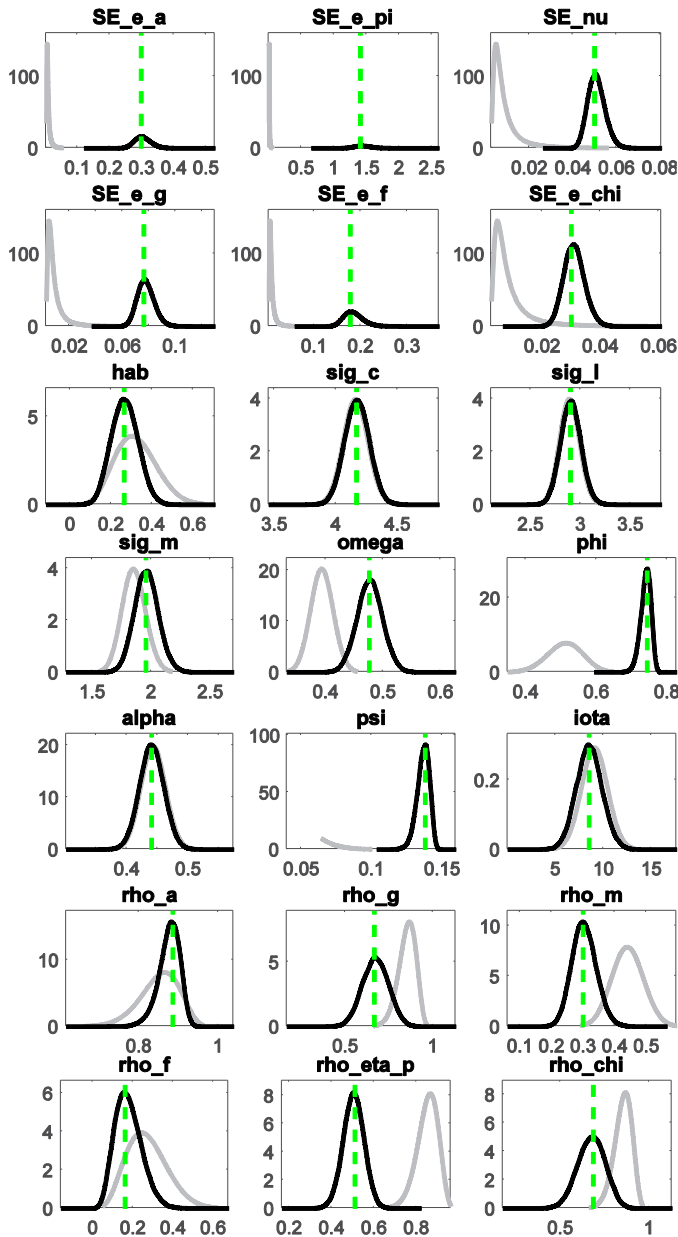 SE_e_a SE_e_pi SE_nu
100 100 100
0 0 0
0.1 0.2 0.3 0.4 0.5 0.5 1 1.5 2 2.5 0.02 0.04 0.06 0.08
SE_e_g SE_e_f SE_e_chi
100 100 100
0 0 0
0.02 0.06 0.1 0.1 0.2 0.3 0.02 0.04 0.06
hab sig_c sig_l
5 4 4
2 2
0 0 0
0 0.2 0.4 0.6 3.5 4 4.5 2.5 3 3.5
sig_m omega phi
4 20 20
2 10
0 0 0
1.5 2 2.5 0.4 0.5 0.6 0.4 0.6 0.8
alpha psi iota
20 100 0.2
10 50
0 0 0
0.4 0.5 0.05 0.1 0.15 5 10 15
rho_a rho_g rho_m
10 5 10
5
0 0 0
0.8 1 0.5 1 0.1 0.2 0.3 0.4 0.5
rho_f rho_eta_p rho_chi
6 8 8
4 6 6
2 4 4
2 2
0 0 0
0 0.2 0.4 0.6 0.2 0.4 0.6 0.8 0.5 1